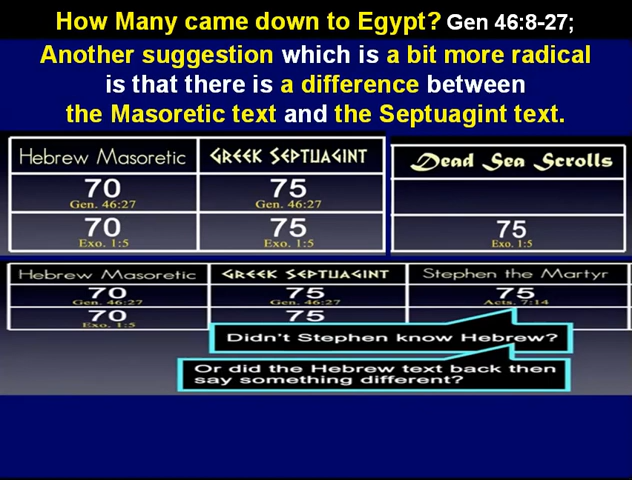 How Many came down to Egypt? Gen 46:8-27;
Another suggestion which is a bit more radical
is that there is a difference between
the Masoretic text and the Septuagint text.
Hebrew Masoretic GREEK SEPTUAGINT Dead Sea Scrolls
70 75
Gen. 46:27 Gen. 46:27
70 75 75
Exo. 1:5 Exo. 1:5 Exo. 1:5
Hebrew Masoretic GREEK SEPTUAGINT Stephen the Martyr
70 75 75
Gen. 46:27 Gen. 46:27 Acts. 7:14
70 75
Exo. 1:5
Didn't Stephen know Hebrew?
Or did the Hebrew text back then
say something different?